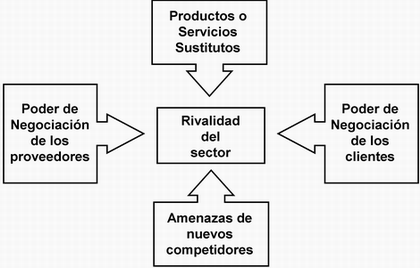 Productos o
Servicios
Sustitutos
Poder de
Negociación
de los
proveedores
Rivalidad
del
sector
Poder de
Negociación
de los
clientes
Amenazas de
nuevos
competidores